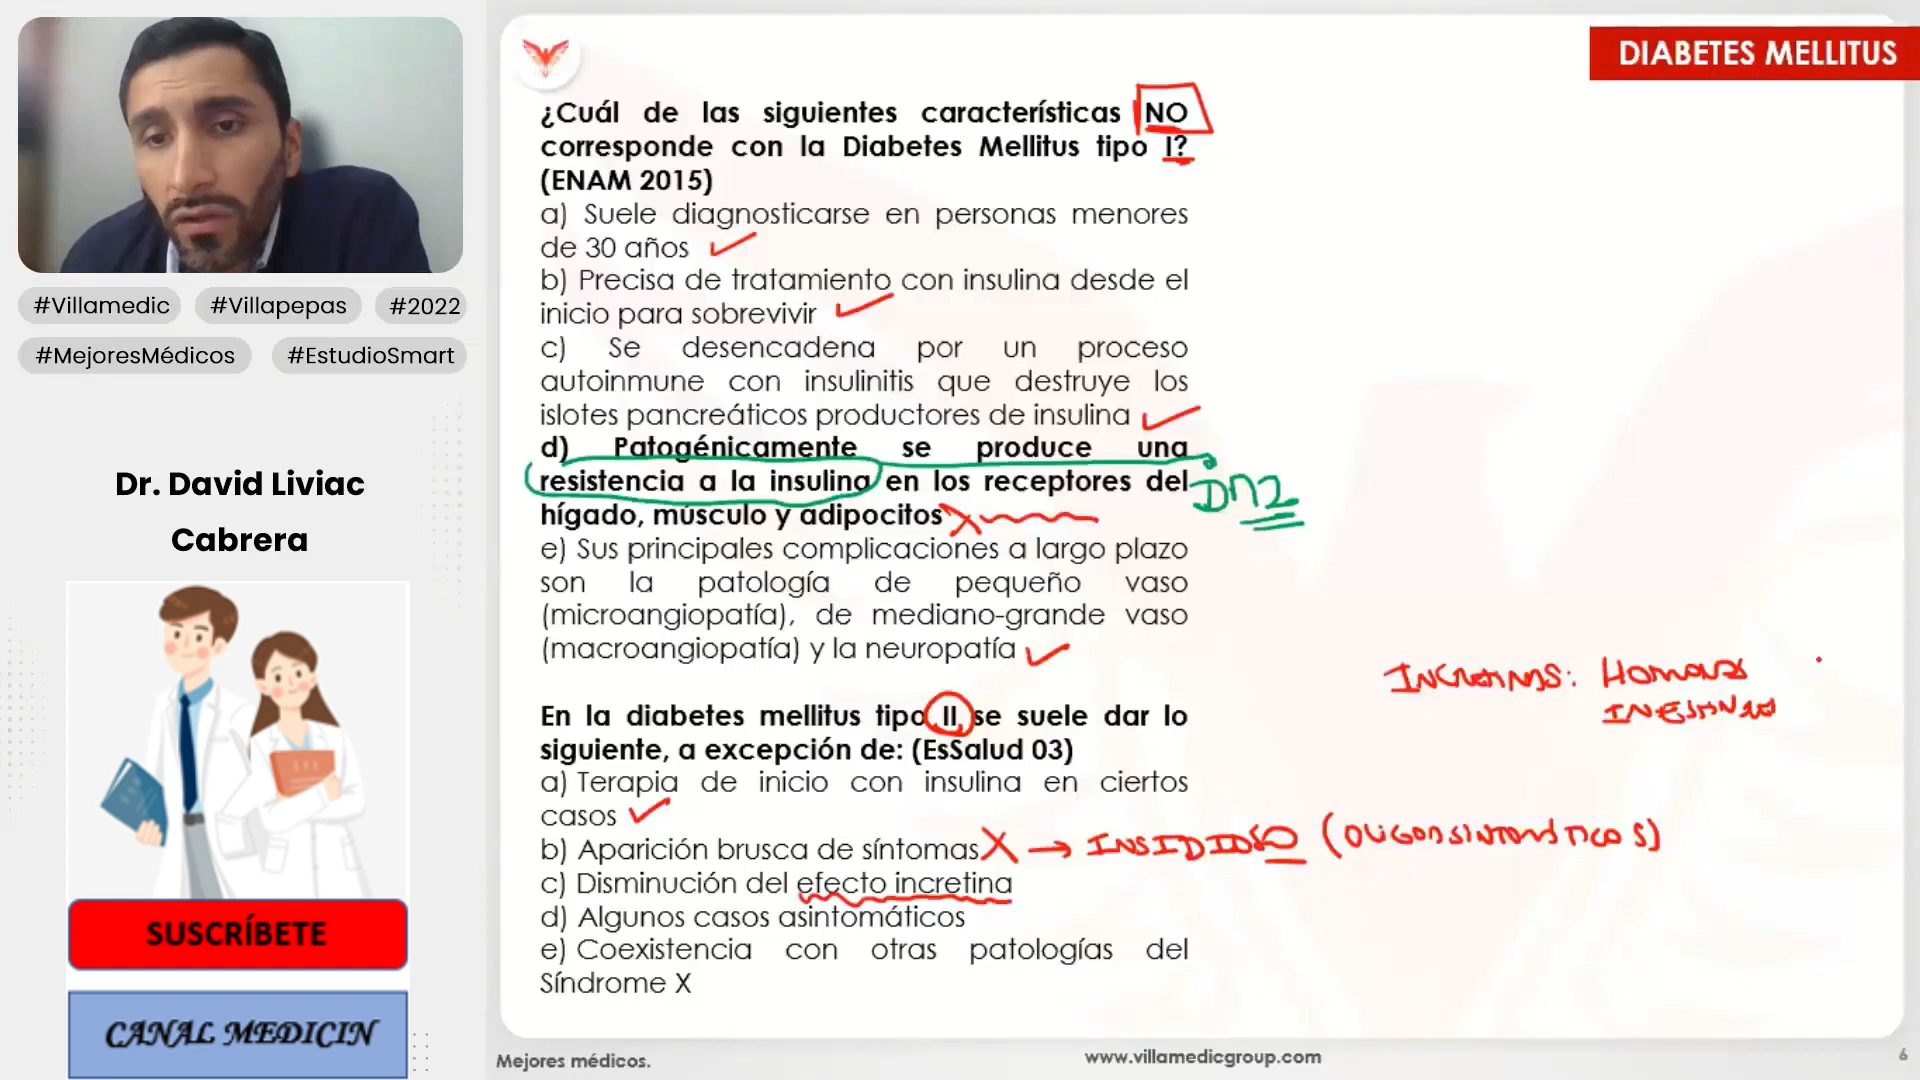 DIABETES MELLITUS
¿Cuál de las siguientes características NO
corresponde con la Diabetes Mellitus tipo I?
(ENAM 2015)
a) Suele diagnosticarse en personas menores
de 30 años
b) Precisa de tratamiento con insulina desde el
inicio para sobrevivir
c) Se desencadena por un proceso
autoinmune con insulinitis que destruye los
islotes pancreáticos productores de insulina
d) Patogénicamente se produce una
resistencia a la insulina en los receptores del
hígado, músculo y adipocitos
DM2
e) Sus principales complicaciones a largo plazo
son la patología de pequeño vaso
(microangiopatía), de mediano-grande vaso
(macroangiopatía) y la neuropatía
En la diabetes mellitus tipo II, se suele dar lo
siguiente, a excepción de: (EsSalud 03)
a) Terapia de inicio con insulina en ciertos
casos
b) Aparición brusca de síntomas X → INSIDIOSO (OLIGOSINTOMÁTICOS)
c) Disminución del efecto incretina
d) Algunos casos asintomáticos
e) Coexistencia con otras patologías del
Síndrome X
INCRETINAS: HORMONAS
#Villamedic #Villapepas #2022
#MejoresMédicos #EstudioSmart
Dr. David Liviac
Cabrera
SUSCRÍBETE
CANAL MEDICIN
Mejores médicos.
www.villamedicgroup.com
6